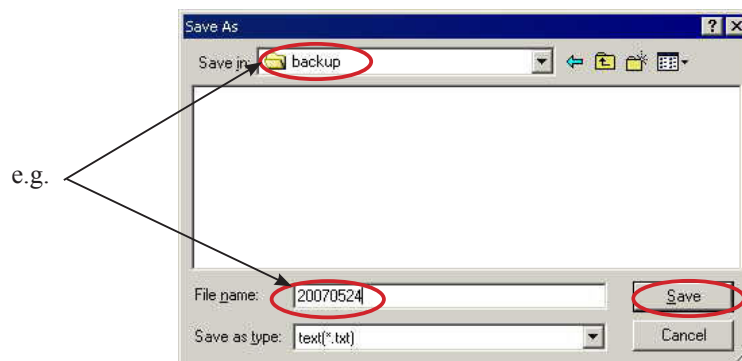 Save As
Save in: backup
e.g.
File name: 20070524
Save
Save as type: text(*.txt)
Cancel